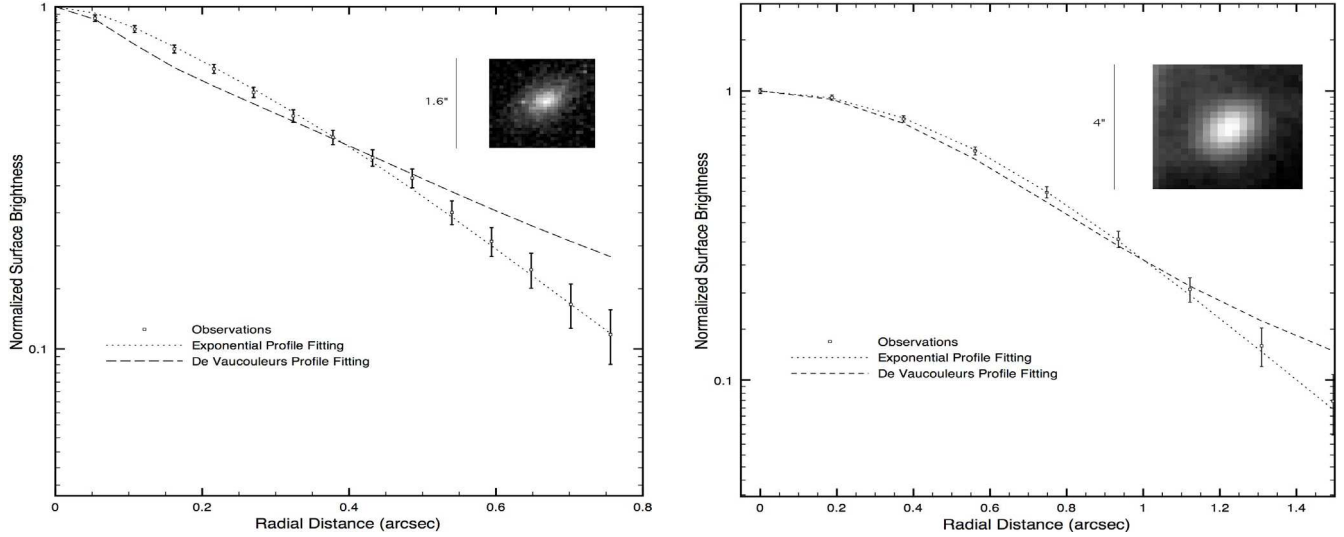 1
0.1
Normalized Surface Brightness
1.6"
Observations
Exponential Profile Fitting
De Vaucouleurs Profile Fitting
0
0.2
0.4
0.6
0.8
Radial Distance (arcsec)
1
0.1
Normalized Surface Brightness
4"
Observations
Exponential Profile Fitting
De Vaucouleurs Profile Fitting
0
0.2
0.4
0.6
0.8
1
1.2
1.4
Radial Distance (arcsec)